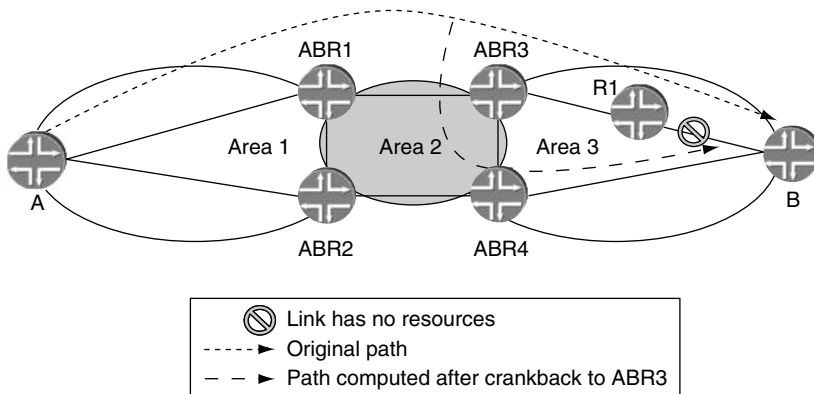 ABR1
ABR3
R1
Area 1
Area 2
Area 3
A
B
ABR2
ABR4
Link has no resources
Original path
Path computed after crankback to ABR3